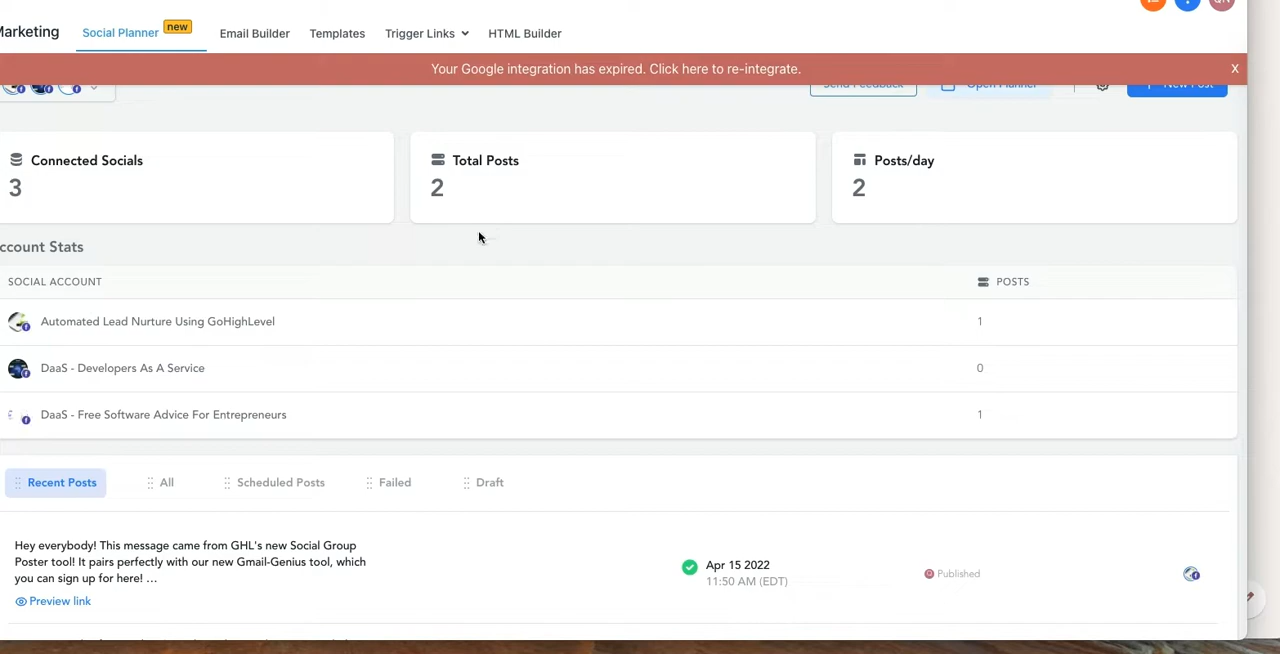 Marketing
Social Planner new
Email Builder
Templates
Trigger Links
HTML Builder
Your Google integration has expired. Click here to re-integrate. X
Send Feedback
Open Planner
+ New Post
Connected Socials
3
Total Posts
2
Posts/day
2
ccount Stats
SOCIAL ACCOUNT POSTS
Automated Lead Nurture Using GoHighLevel 1
DaaS - Developers As A Service 0
DaaS - Free Software Advice For Entrepreneurs 1
Recent Posts All Scheduled Posts Failed Draft
Hey everybody! This message came from GHL's new Social Group
Poster tool! It pairs perfectly with our new Gmail-Genius tool, which
you can sign up for here! ...
Preview link
Apr 15 2022
11:50 AM (EDT)
Published